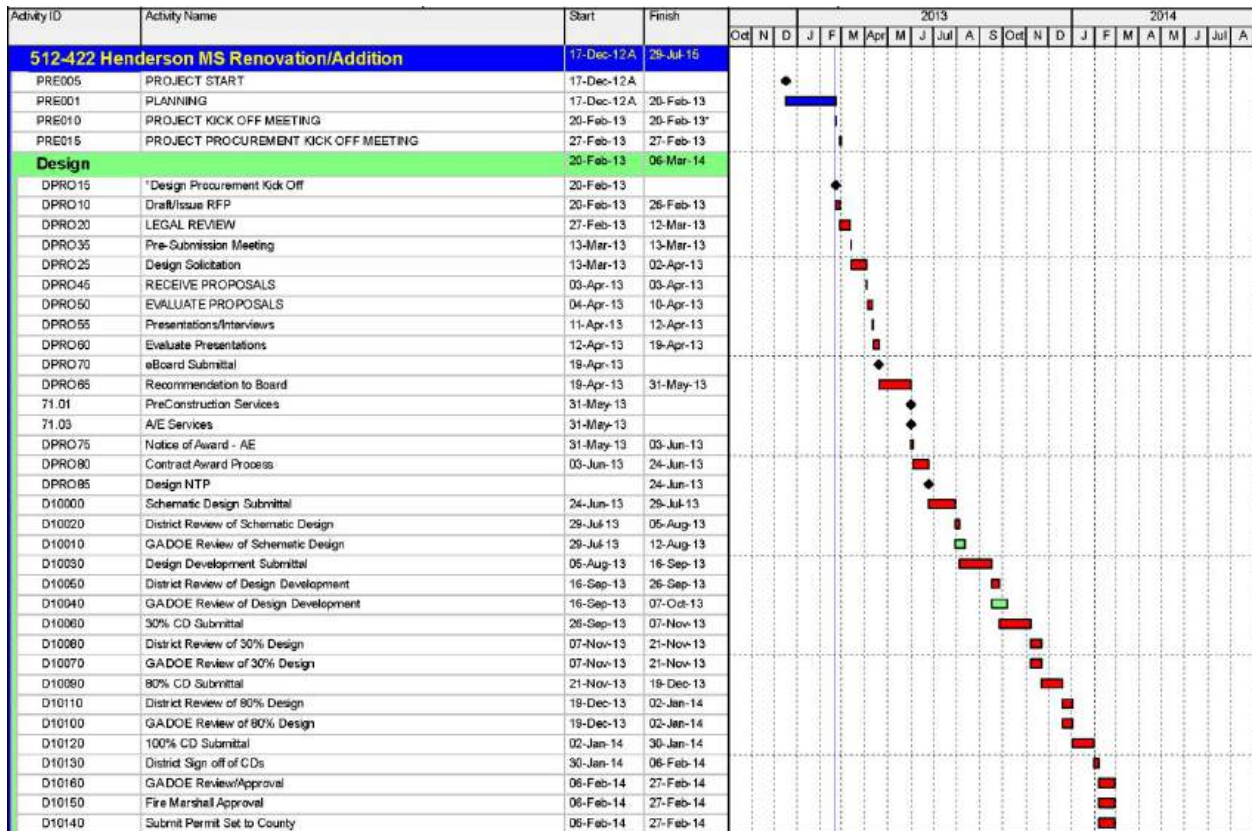 Activity ID Activity Name Start Finish 2013 2014
Oct N D J F M Apr M J Jul A S Oct N D J F M A M J Jul A
512-422 Henderson MS Renovation/Addition 17-Dec-12A 29-Jul-15
PRE005 PROJECT START 17-Dec-12A
PRE001 PLANNING 17-Dec-12A 20-Feb-13
PRE010 PROJECT KICK OFF MEETING 20-Feb-13 20-Feb-13*
PRE015 PROJECT PROCUREMENT KICK OFF MEETING 27-Feb-13 27-Feb-13
Design 20-Feb-13 06-Mar-14
DPRO15 *Design Procurement Kick Off 20-Feb-13
DPRO10 Draft/Issue RFP 20-Feb-13 26-Feb-13
DPRO20 LEGAL REVIEW 27-Feb-13 12-Mar-13
DPRO35 Pre-Submission Meeting 13-Mar-13 13-Mar-13
DPRO25 Design Solicitation 13-Mar-13 02-Apr-13
DPRO45 RECEIVE PROPOSALS 03-Apr-13 03-Apr-13
DPRO50 EVALUATE PROPOSALS 04-Apr-13 10-Apr-13
DPRO55 Presentations/Interviews 11-Apr-13 12-Apr-13
DPRO60 Evaluate Presentations 12-Apr-13 19-Apr-13
DPRO70 eBoard Submittal 19-Apr-13
DPRO65 Recommendation to Board 19-Apr-13 31-May-13
71.01 PreConstruction Services 31-May-13
71.03 A/E Services 31-May-13
DPRO75 Notice of Award - AE 31-May-13 03-Jun-13
DPRO80 Contract Award Process 03-Jun-13 24-Jun-13
DPRO85 Design NTP 24-Jun-13
D10000 Schematic Design Submittal 24-Jun-13 29-Jul-13
D10020 District Review of Schematic Design 29-Jul-13 05-Aug-13
D10010 GADOE Review of Schematic Design 29-Jul-13 12-Aug-13
D10030 Design Development Submittal 05-Aug-13 16-Sep-13
D10050 District Review of Design Development 16-Sep-13 26-Sep-13
D10040 GADOE Review of Design Development 16-Sep-13 07-Oct-13
D10060 30% CD Submittal 26-Sep-13 07-Nov-13
D10080 District Review of 30% Design 07-Nov-13 21-Nov-13
D10070 GADOE Review of 30% Design 07-Nov-13 21-Nov-13
D10090 80% CD Submittal 21-Nov-13 19-Dec-13
D10110 District Review of 80% Design 19-Dec-13 02-Jan-14
D10100 GADOE Review of 80% Design 19-Dec-13 02-Jan-14
D10120 100% CD Submittal 02-Jan-14 30-Jan-14
D10130 District Sign off of CDs 30-Jan-14 06-Feb-14
D10160 GADOE Review/Approval 06-Feb-14 27-Feb-14
D10150 Fire Marshall Approval 06-Feb-14 27-Feb-14
D10140 Submit Permit Set to County 06-Feb-14 27-Feb-14